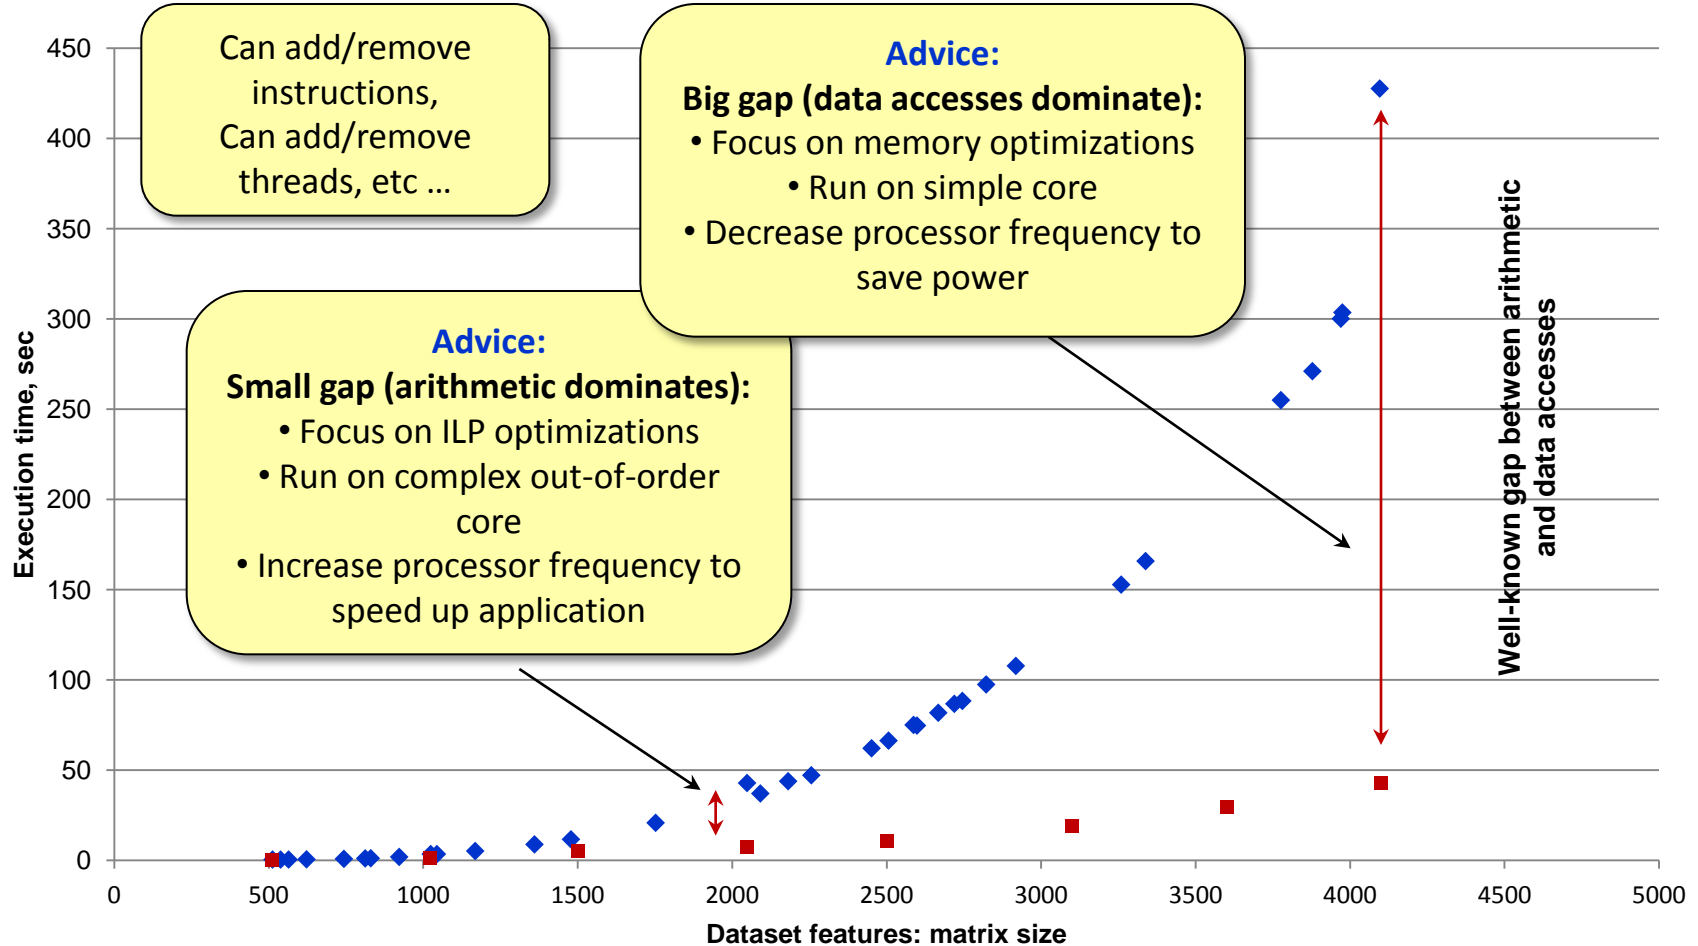 Can add/remove
instructions,
Can add/remove
threads, etc ...
Advice:
Big gap (data accesses dominate):
• Focus on memory optimizations
• Run on simple core
• Decrease processor frequency to
save power
Advice:
Small gap (arithmetic dominates):
• Focus on ILP optimizations
• Run on complex out-of-order
core
• Increase processor frequency to
speed up application
Well-known gap between arithmetic
and data accesses
Execution time, sec
450
400
350
300
250
200
150
100
50
0
0 500 1000 1500 2000 2500 3000 3500 4000 4500 5000
Dataset features: matrix size